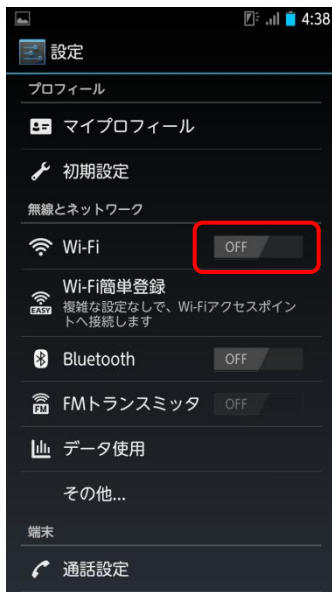 4:38
設定
プロフィール
マイプロフィール
初期設定
無線とネットワーク
Wi-Fi OFF
Wi-Fi簡単登録
EASY 複雑な設定なしで、Wi-Fiアクセスポイン
トへ接続します
Bluetooth OFF
FM FMトランスミッタ OFF
データ使用
その他...
端末
通話設定